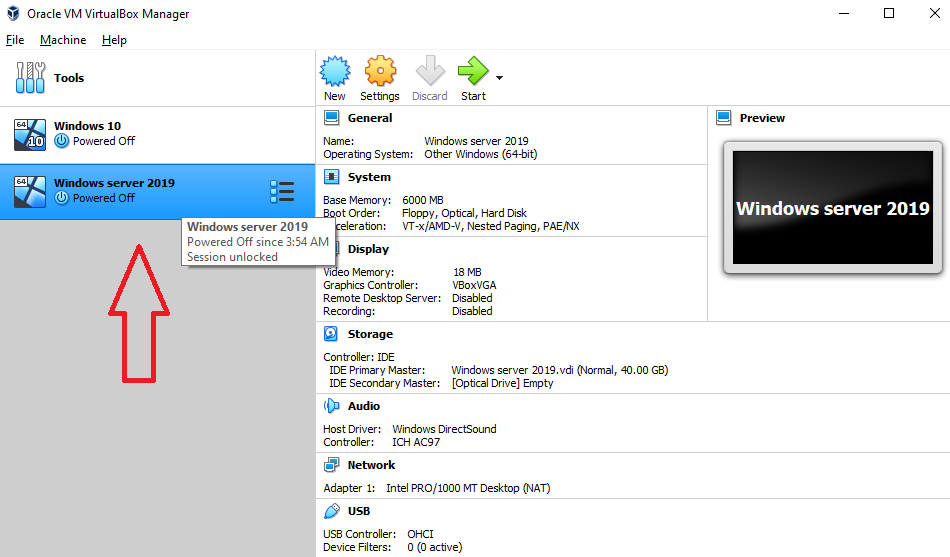 Oracle VM VirtualBox Manager
File Machine Help
Tools
64
10
Windows 10
Powered Off
64
Windows server 2019
Powered Off
Windows server 2019
Powered Off since 3:54 AM
Session unlocked
New Settings Discard Start
General
Name: Windows server 2019
Operating System: Other Windows (64-bit)
System
Base Memory: 6000 MB
Boot Order: Floppy, Optical, Hard Disk
cceleration: VT-x/AMD-V, Nested Paging, PAE/NX
Display
Video Memory: 18 MB
Graphics Controller: VBoxVGA
Remote Desktop Server: Disabled
Recording: Disabled
Storage
Controller: IDE
IDE Primary Master: Windows server 2019.vdi (Normal, 40.00 GB)
IDE Secondary Master: [Optical Drive] Empty
Audio
Host Driver: Windows DirectSound
Controller: ICH AC97
Network
Adapter 1: Intel PRO/1000 MT Desktop (NAT)
USB
USB Controller: OHCI
Device Filters: 0 (0 active)
Preview
Windows server 2019